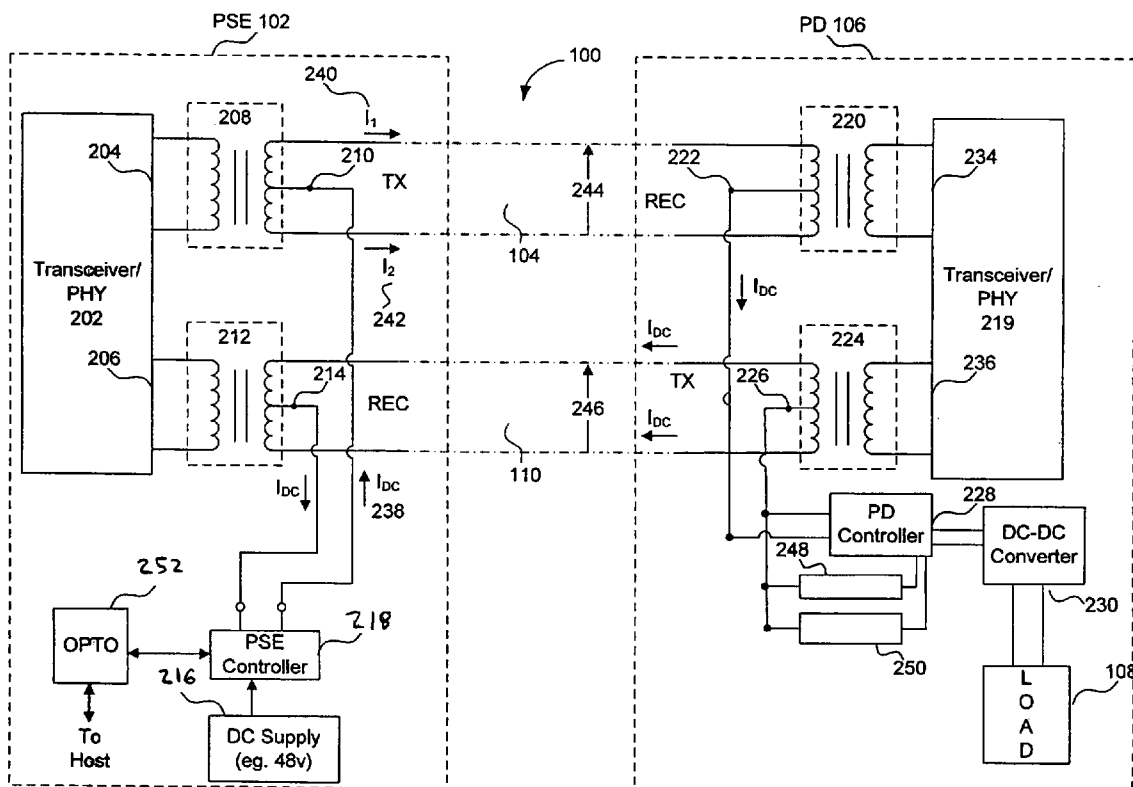 PSE 102
PD 106
100
240
I1
208
210
TX
204
244
222
REC
220
234
104
I2
242
Transceiver/
PHY
202
Transceiver/
PHY
219
IDC
212
214
REC
206
IDC
246
TX
226
224
236
IDC
110
IDC
IDC
238
PD
Controller
228
DC-DC
Converter
248
230
250
252
OPTO
218
PSE
Controller
216
To
Host
DC Supply
(eg. 48v)
LOAD
108